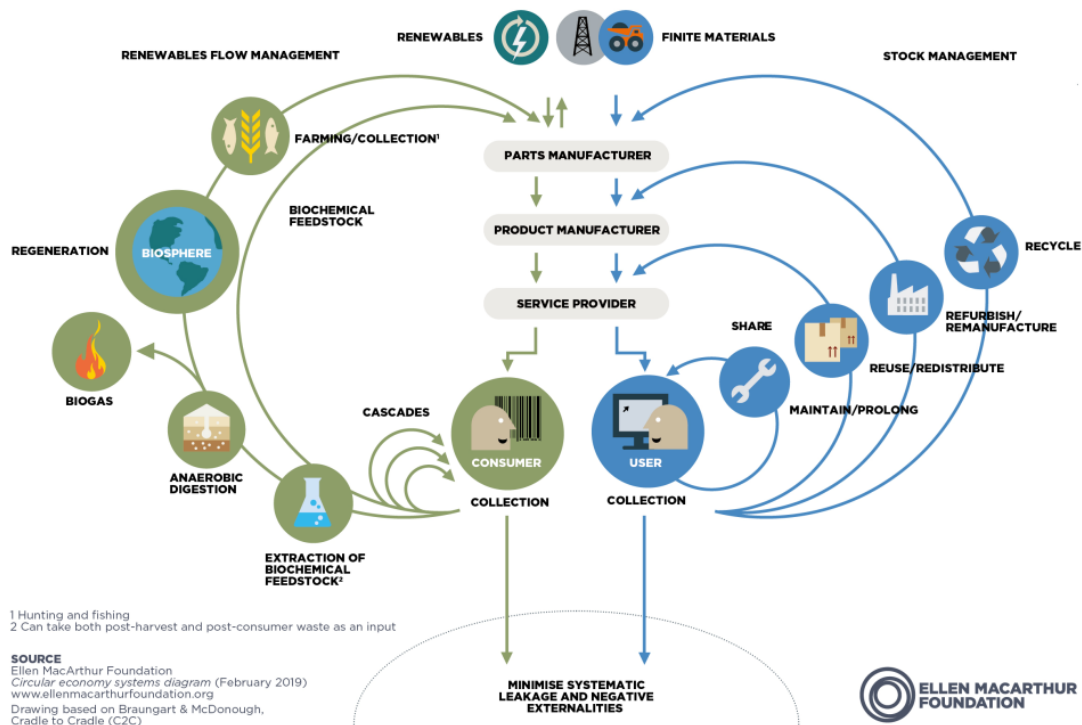 RENEWABLES
FINITE MATERIALS
RENEWABLES FLOW MANAGEMENT
STOCK MANAGEMENT
FARMING/COLLECTION¹
PARTS MANUFACTURER
BIOCHEMICAL
FEEDSTOCK
PRODUCT MANUFACTURER
REGENERATION
BIOSPHERE
RECYCLE
SERVICE PROVIDER
SHARE
REFURBISH/
REMANUFACTURE
REUSE/REDISTRIBUTE
BIOGAS
CASCADES
MAINTAIN/PROLONG
CONSUMER
USER
ANAEROBIC
DIGESTION
COLLECTION
COLLECTION
EXTRACTION OF
BIOCHEMICAL
FEEDSTOCK²
1 Hunting and fishing
2 Can take both post-harvest and post-consumer waste as an input
SOURCE
Ellen MacArthur Foundation
Circular economy systems diagram (February 2019)
www.ellenmacarthurfoundation.org
Drawing based on Braungart & McDonough,
Cradle to Cradle (C2C)
MINIMISE SYSTEMATIC
LEAKAGE AND NEGATIVE
EXTERNALITIES
ELLEN MACARTHUR
FOUNDATION